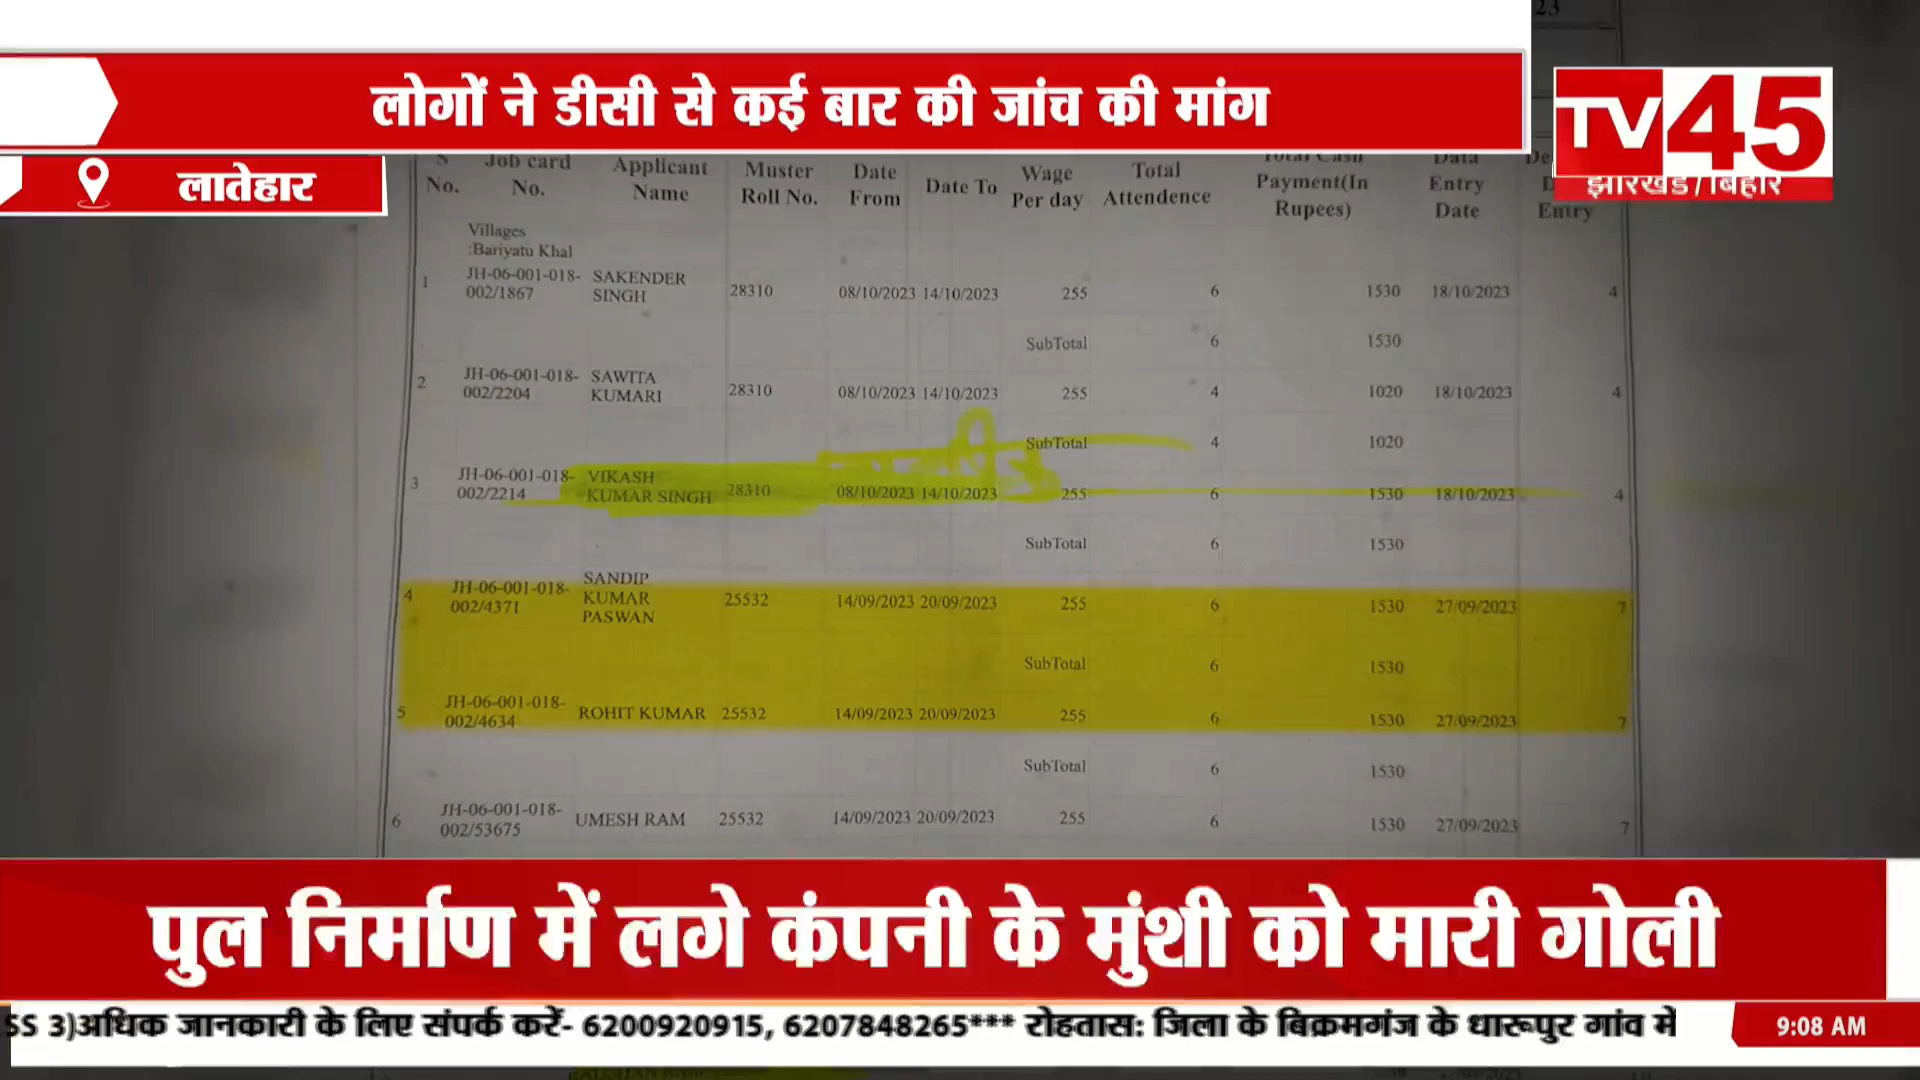 23
लोगों ने डीसी से कई बार की जांच की मांग
TV45
झारखंड/बिहार
लातेहार
S No. Job card No. Applicant Name Muster Roll No. Date From Date To Wage Per day Total Attendence Total Cash Payment(In Rupees) Data Entry Date Entry
Villages
:Bariyatu Khal
1 JH-06-001-018-002/1867 SAKENDER SINGH 28310 08/10/2023 14/10/2023 255 6 1530 18/10/2023 4
SubTotal 6 1530
2 JH-06-001-018-002/2204 SAWITA KUMARI 28310 08/10/2023 14/10/2023 255 4 1020 18/10/2023 4
SubTotal 4 1020
3 JH-06-001-018-002/2214 VIKASH KUMAR SINGH 28310 08/10/2023 14/10/2023 255 6 1530 18/10/2023 4
SubTotal 6 1530
4 JH-06-001-018-002/4371 SANDIP KUMAR PASWAN 25532 14/09/2023 20/09/2023 255 6 1530 27/09/2023 7
SubTotal 6 1530
5 JH-06-001-018-002/4634 ROHIT KUMAR 25532 14/09/2023 20/09/2023 255 6 1530 27/09/2023 7
SubTotal 6 1530
6 JH-06-001-018-002/53675 UMESH RAM 25532 14/09/2023 20/09/2023 255 6 1530 27/09/2023 7
पुल निर्माण में लगे कंपनी के मुंशी को मारी गोली
SS 3)अधिक जानकारी के लिए संपर्क करें- 6200920915, 6207848265*** रोहतास: जिला के बिक्रमगंज के धारूपुर गांव में
9:08 AM